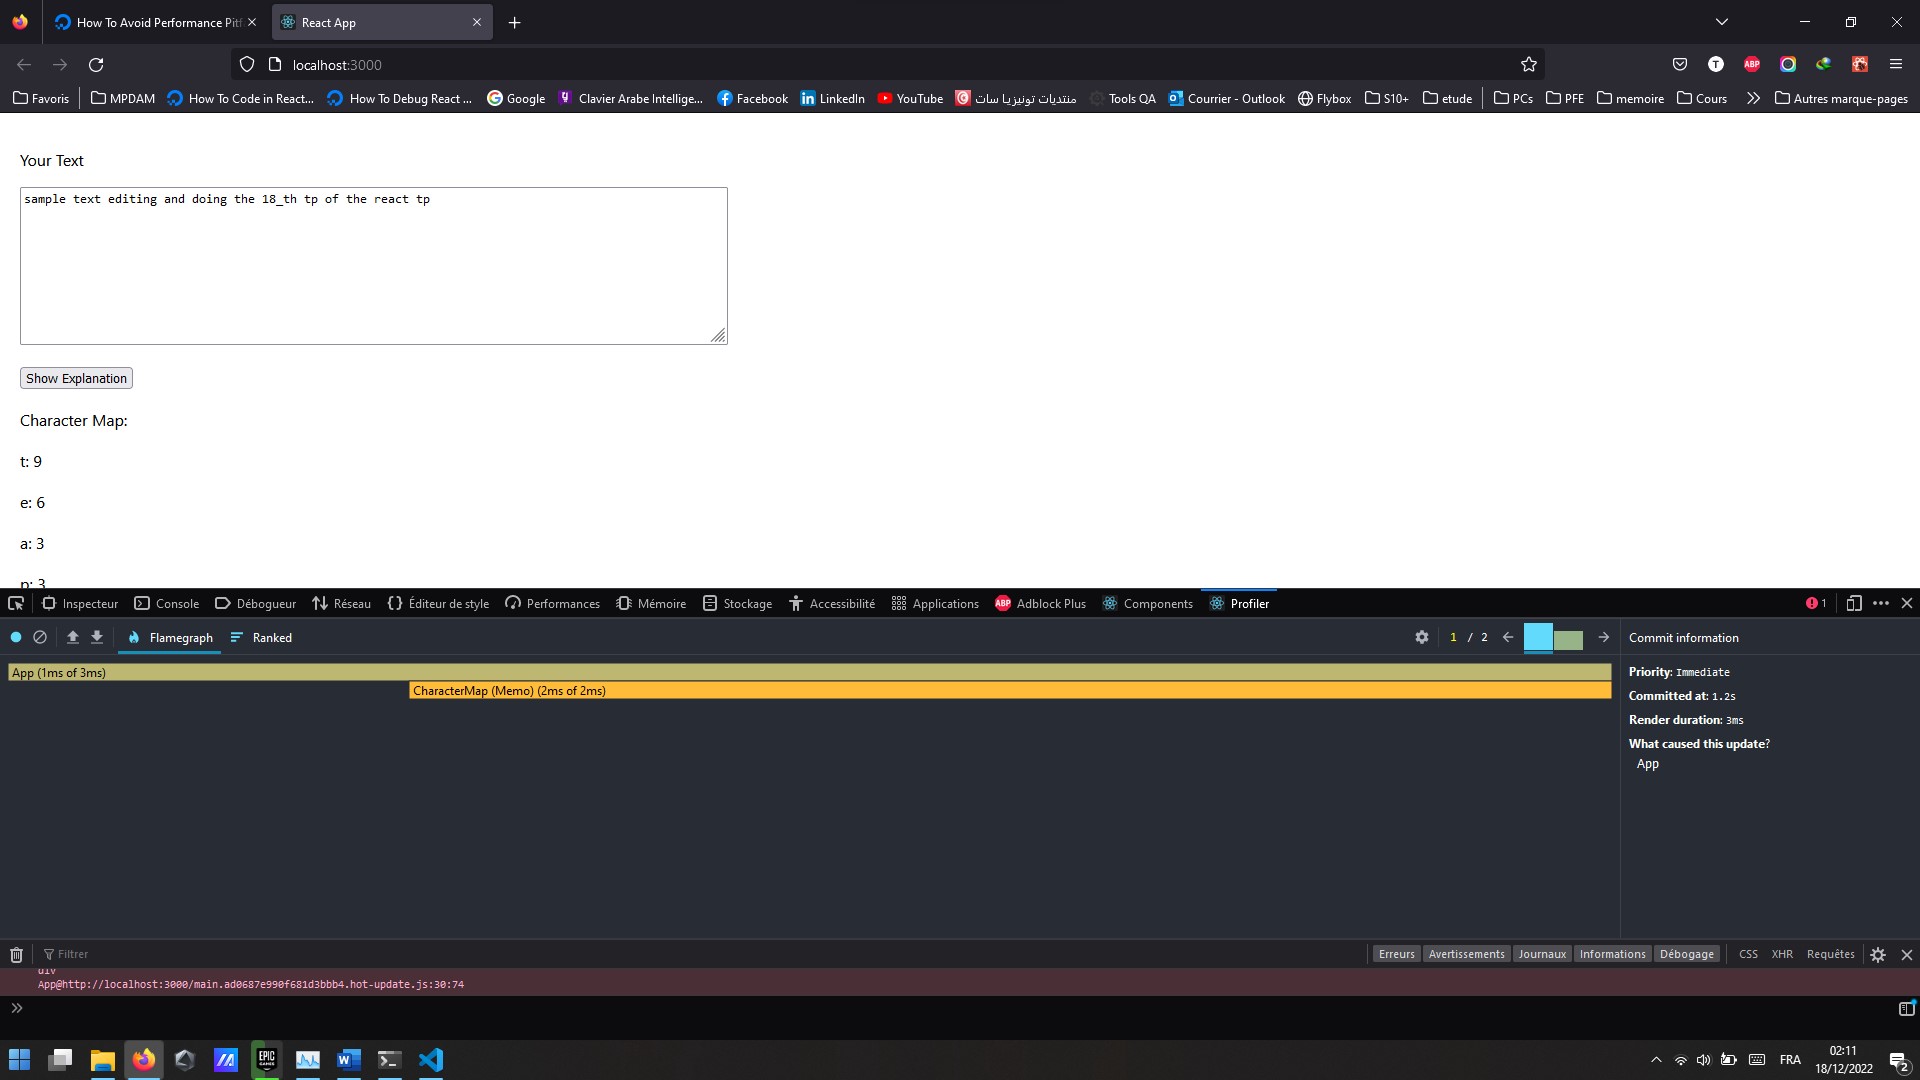 How To Avoid Performance Pitf
React App
localhost:3000
Favoris
MPDAM
How To Code in React...
How To Debug React ...
Google
Clavier Arabe Intellige...
Facebook
LinkedIn
YouTube
منتديات تونيزيا سات
Tools QA
Courrier - Outlook
Flybox
S10+
etude
PCs
PFE
memoire
Cours
Autres marque-pages
Your Text
sample text editing and doing the 18_th tp of the react tp
Show Explanation
Character Map:
t: 9
e: 6
a: 3
p: 3
Inspecteur
Console
Débogueur
Réseau
Éditeur de style
Performances
Mémoire
Stockage
Accessibilité
Applications
ABP Adblock Plus
Components
Profiler
1
Flamegraph
Ranked
1 / 2
Commit information
App (1ms of 3ms)
CharacterMap (Memo) (2ms of 2ms)
Priority: Immediate
Committed at: 1.2s
Render duration: 3ms
What caused this update?
App
Filtrer
Erreurs
Avertissements
Journaux
Informations
Débogage
CSS
XHR
Requêtes
div
App@http://localhost:3000/main.ad0687e990f681d3bbb4.hot-update.js:30:74
FRA
02:11
18/12/2022
2